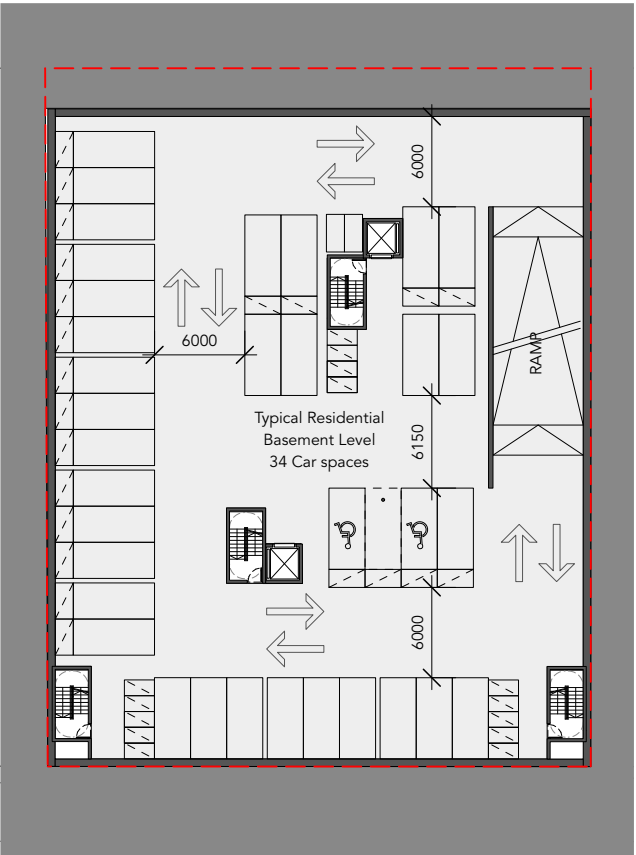 6000
6000
RAMP
Typical Residential
Basement Level
34 Car spaces
6150
6000